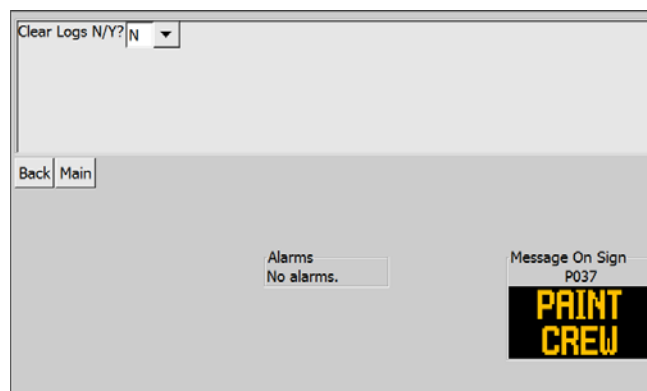 Clear Logs N/Y? N
Back Main
Alarms
No alarms.
Message On Sign
P037
PAINT
CREW